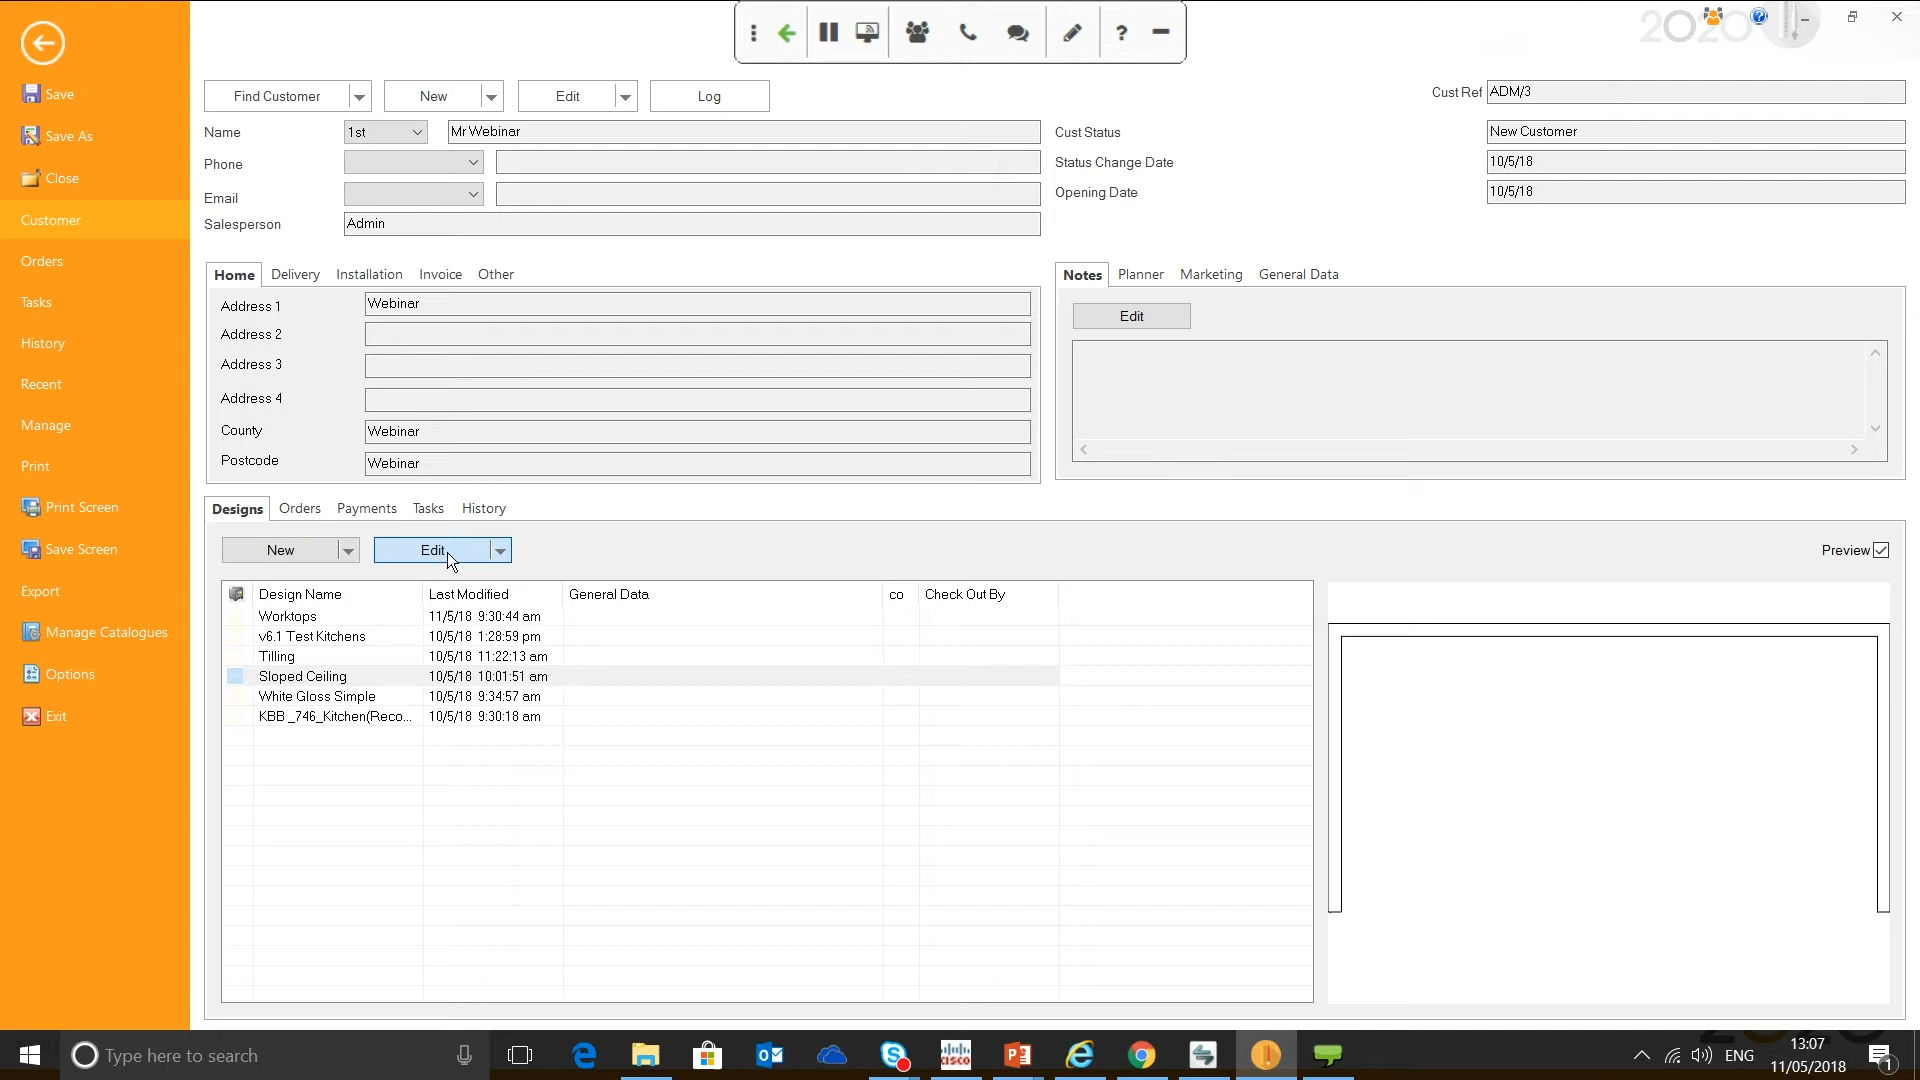 2020
Save
Save As
Close
Customer
Orders
Tasks
History
Recent
Manage
Print
Print Screen
Save Screen
Export
Manage Catalogues
Options
Exit
Find Customer
New
Edit
Log
Cust Ref
ADM/3
Name
1st
Mr Webinar
Phone
Email
Salesperson
Admin
Cust Status
New Customer
Status Change Date
10/5/18
Opening Date
10/5/18
Home
Delivery
Installation
Invoice
Other
Address 1
Webinar
Address 2
Address 3
Address 4
County
Webinar
Postcode
Webinar
Notes
Planner
Marketing
General Data
Edit
Designs
Orders
Payments
Tasks
History
New
Edit
Preview
Design Name Last Modified General Data co Check Out By
Worktops 11/5/18 9:30:44 am
v6.1 Test Kitchens 10/5/18 1:28:59 pm
Tilling 10/5/18 11:22:13 am
Sloped Ceiling 10/5/18 10:01:51 am
White Gloss Simple 10/5/18 9:34:57 am
KBB _746_Kitchen(Reco... 10/5/18 9:30:18 am
Type here to search
CISCO
ENG
13:07
11/05/2018
1